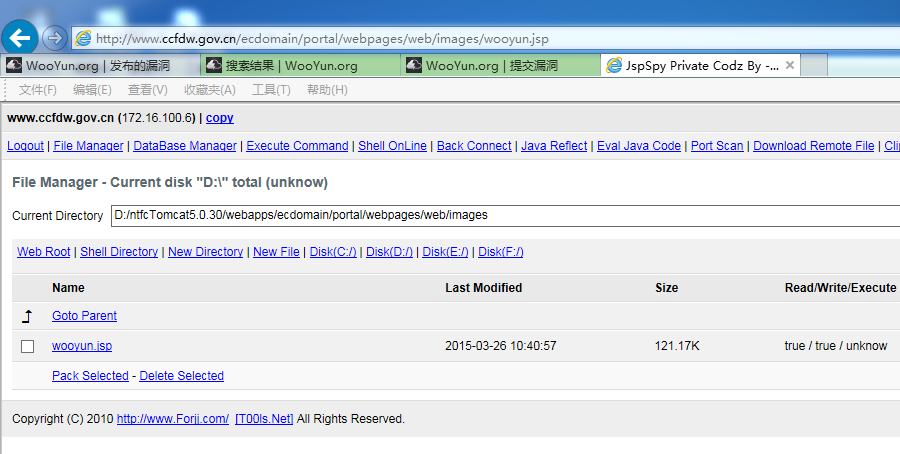 http://www.ccfdw.gov.cn/ecdomain/portal/webpages/web/images/wooyun.jsp
WooYun.org | 发布的漏洞 搜索结果 | WooYun.org WooYun.org | 提交漏洞 JspSpy Private Codz By -...
文件(F) 编辑(E) 查看(V) 收藏夹(A) 工具(T) 帮助(H)
www.ccfdw.gov.cn (172.16.100.6) | copy
Logout | File Manager | DataBase Manager | Execute Command | Shell OnLine | Back Connect | Java Reflect | Eval Java Code | Port Scan | Download Remote File | Cli
File Manager - Current disk "D:\" total (unknow)
Current Directory D:/ntfcTomcat5.0.30/webapps/ecdomain/portal/webpages/web/images
Web Root | Shell Directory | New Directory | New File | Disk(C:/) | Disk(D:/) | Disk(E:/) | Disk(F:/)
Name Last Modified Size Read/Write/Execute
Goto Parent
wooyun.jsp 2015-03-26 10:40:57 121.17K true / true / unknow
Pack Selected - Delete Selected
Copyright (C) 2010 http://www.Forjj.com/ [T00ls.Net] All Rights Reserved.